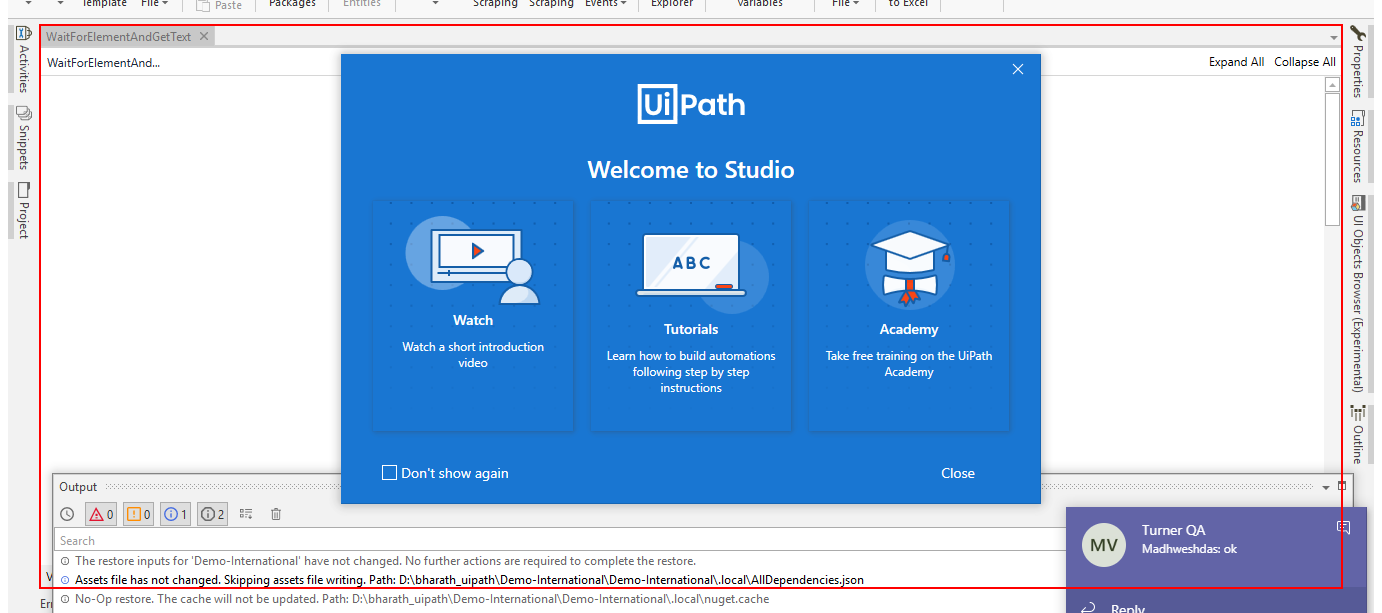 Template
File
Paste
Packages
Entities
Scraping
Scraping
Events
Explorer
Variables
File
to Excel
WaitForElementAndGetText
WaitForElementAnd...
Expand All Collapse All
Activities
Snippets
Project
Properties
Resources
UI Objects Browser (Experimental)
Outline
UiPath
Welcome to Studio
Watch
Watch a short introduction
video
ABC
Tutorials
Learn how to build automations
following step by step
instructions
Academy
Take free training on the UiPath
Academy
Don't show again
Close
Output
0 0 1 2
Search
The restore inputs for 'Demo-International' have not changed. No further actions are required to complete the restore.
Assets file has not changed. Skipping assets file writing. Path: D:\bharath_uipath\Demo-International\Demo-International\.local\AllDependencies.json
No-Op restore. The cache will not be updated. Path: D:\bharath_uipath\Demo-International\Demo-International\.local\nuget.cache
MV
Turner QA
Madhweshdas: ok
Reply